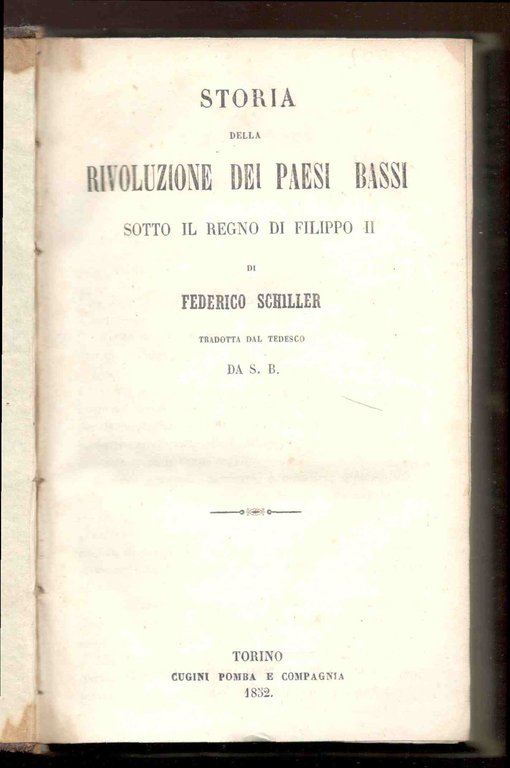 STORIA
DELLA
RIVOLUZIONE DEI PAESI BASSI
SOTTO IL REGNO DI FILIPPO II
DI
FEDERICO SCHILLER
TRADOTTA DAL TEDESCO
DA S. B.
TORINO
CUGINI POMBA E COMPAGNIA
1852.